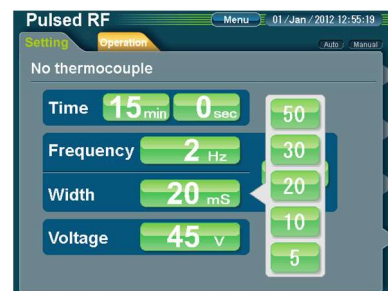 Pulsed RF Menu 01/Jan/2012 12:55:19
Setting Operation Auto Manual
No thermocouple
Time 15 min 0 sec
50
Frequency 2 Hz
30
Width 20 mS
20
10
Voltage 45 V
5